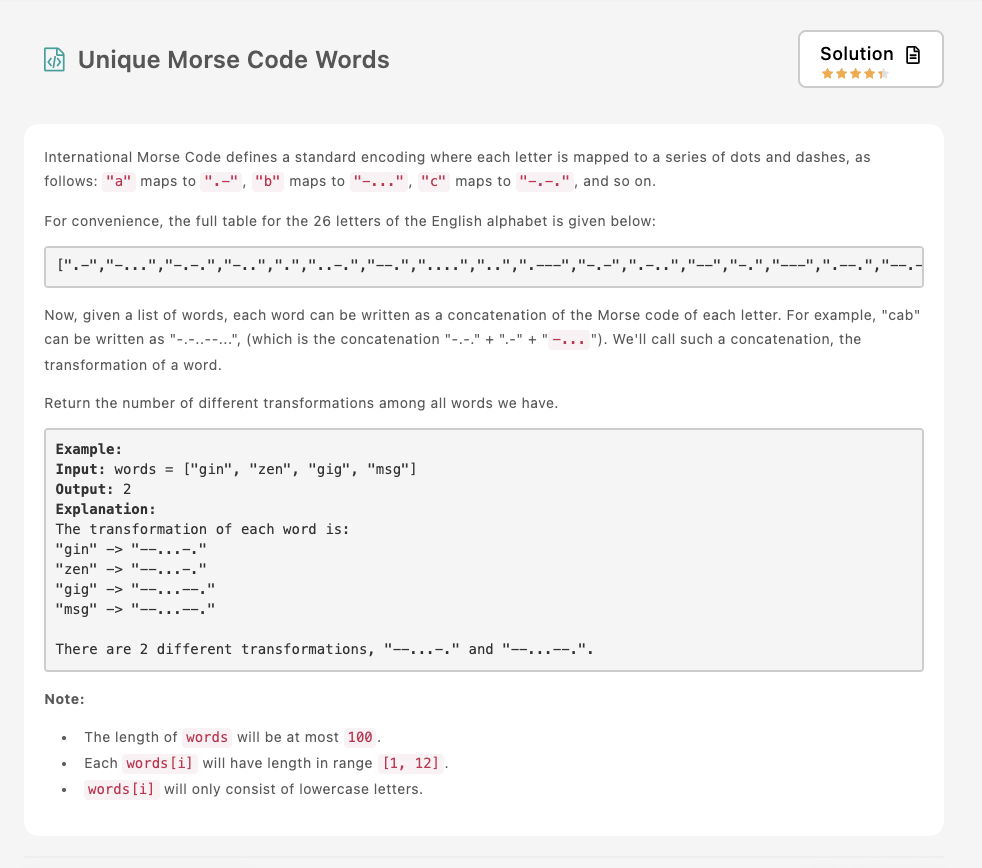 Unique Morse Code Words
Solution
International Morse Code defines a standard encoding where each letter is mapped to a series of dots and dashes, as
follows: "a" maps to ".-", "b" maps to "-...", "c" maps to "-.-.", and so on.
For convenience, the full table for the 26 letters of the English alphabet is given below:
[".-","-...","-.-.","-..",".","..-.","--.","....","..",".---","-.-",".-..","--","-.","---",".--.","--.-
Now, given a list of words, each word can be written as a concatenation of the Morse code of each letter. For example, "cab"
can be written as "-.-..--...", (which is the concatenation "-.-." + ".-" + "-..."). We'll call such a concatenation, the
transformation of a word.
Return the number of different transformations among all words we have.
Example:
Input: words = ["gin", "zen", "gig", "msg"]
Output: 2
Explanation:
The transformation of each word is:
"gin" -> "--...-."
"zen" -> "--...-."
"gig" -> "--...--."
"msg" -> "--...--."
There are 2 different transformations, "--...-." and "--...--.".
Note:
• The length of words will be at most 100.
• Each words[i] will have length in range [1, 12].
• words[i] will only consist of lowercase letters.